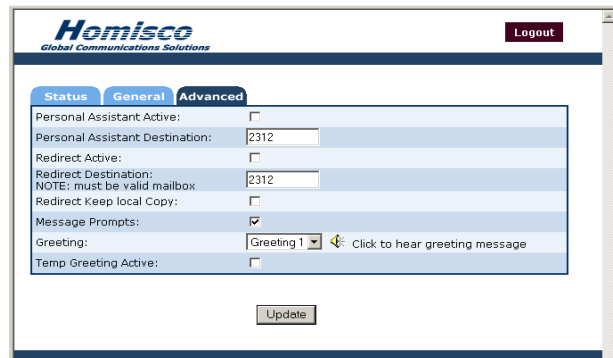 Homisco
Global Communications Solutions
Logout
Status General Advanced
Personal Assistant Active:
Personal Assistant Destination: 2312
Redirect Active:
Redirect Destination:
NOTE: must be valid mailbox 2312
Redirect Keep local Copy:
Message Prompts:
Greeting: Greeting 1 Click to hear greeting message
Temp Greeting Active:
Update